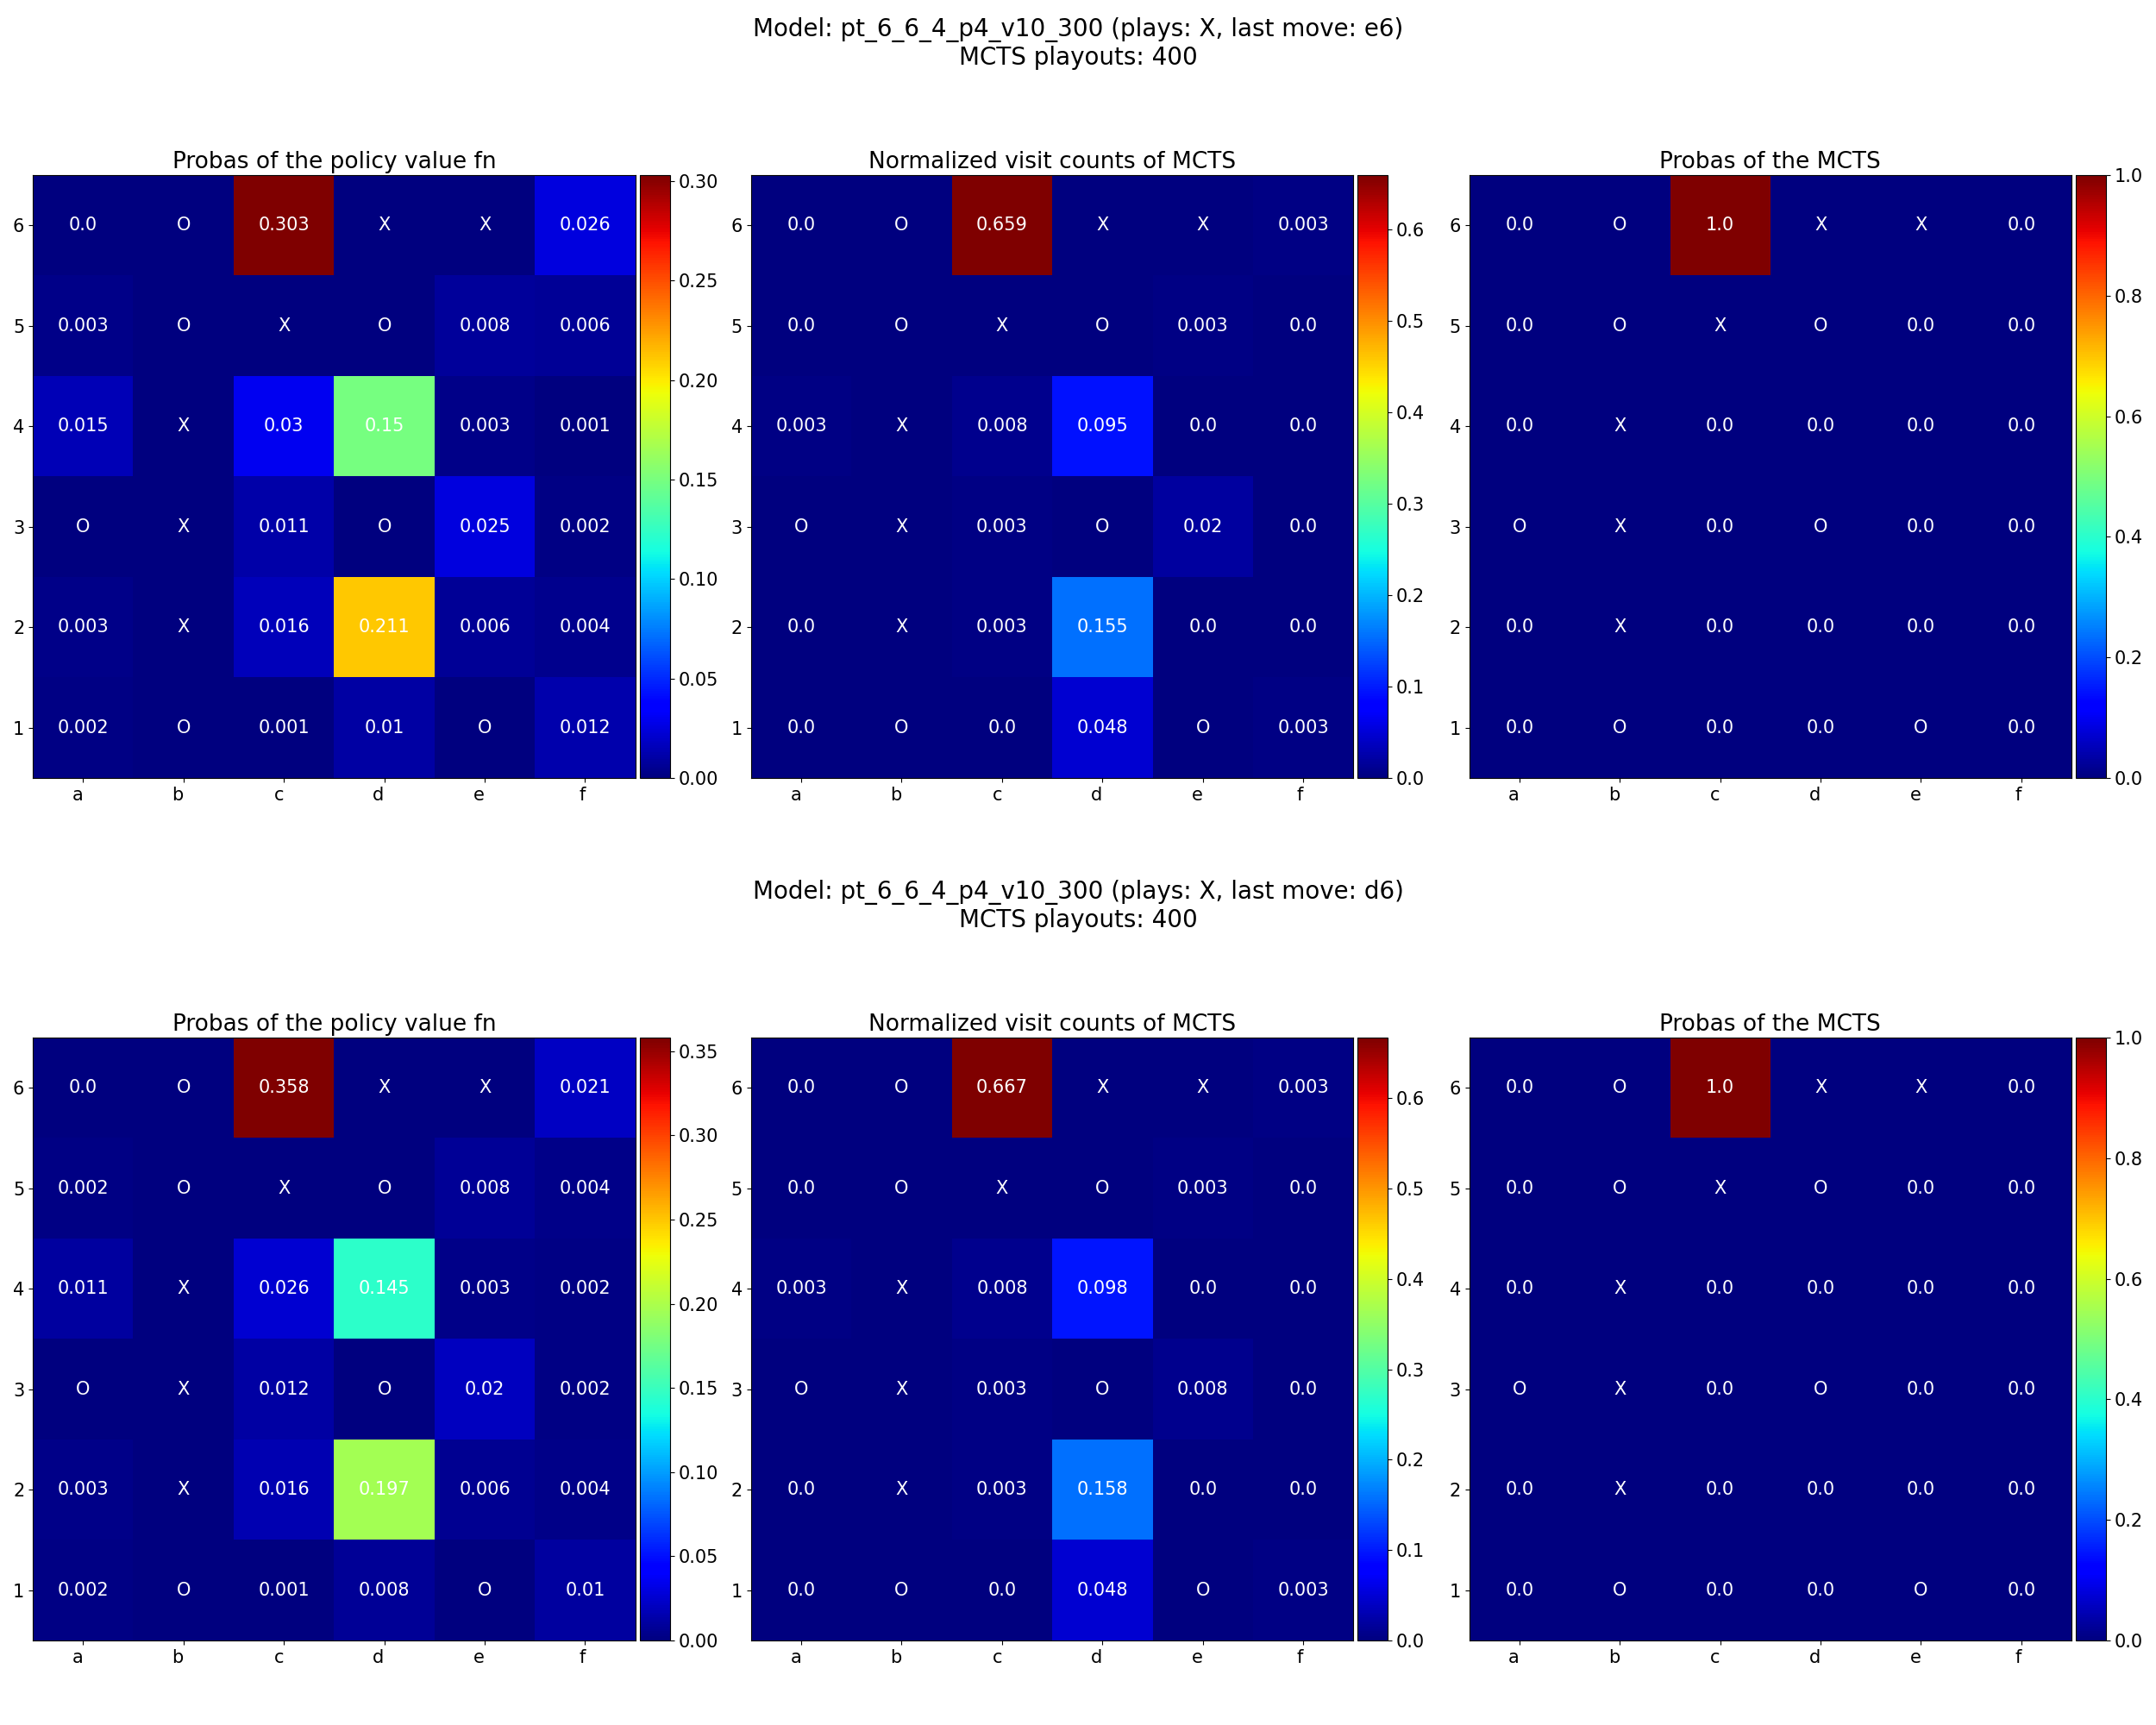 Model: pt_6_6_4_p4_v10_300 (plays: X, last move: e6)
MCTS playouts: 400
Probas of the policy value fn
6 0.0 O 0.303 X X 0.026
5 0.003 O X O 0.008 0.006
4 0.015 X 0.03 0.15 0.003 0.001
3 O X 0.011 O 0.025 0.002
2 0.003 X 0.016 0.211 0.006 0.004
1 0.002 O 0.001 0.01 O 0.012
a b c d e f
0.30
0.25
0.20
0.15
0.10
0.05
0.00
Normalized visit counts of MCTS
6 0.0 O 0.659 X X 0.003
5 0.0 O X O 0.003 0.0
4 0.003 X 0.008 0.095 0.0 0.0
3 O X 0.003 O 0.02 0.0
2 0.0 X 0.003 0.155 0.0 0.0
1 0.0 O 0.0 0.048 O 0.003
a b c d e f
0.6
0.5
0.4
0.3
0.2
0.1
0.0
Probas of the MCTS
6 0.0 O 1.0 X X 0.0
5 0.0 O X O 0.0 0.0
4 0.0 X 0.0 0.0 0.0 0.0
3 O X 0.0 O 0.0 0.0
2 0.0 X 0.0 0.0 0.0 0.0
1 0.0 O 0.0 0.0 O 0.0
a b c d e f
1.0
0.8
0.6
0.4
0.2
0.0
Model: pt_6_6_4_p4_v10_300 (plays: X, last move: d6)
MCTS playouts: 400
Probas of the policy value fn
6 0.0 O 0.358 X X 0.021
5 0.002 O X O 0.008 0.004
4 0.011 X 0.026 0.145 0.003 0.002
3 O X 0.012 O 0.02 0.002
2 0.003 X 0.016 0.197 0.006 0.004
1 0.002 O 0.001 0.008 O 0.01
a b c d e f
0.35
0.30
0.25
0.20
0.15
0.10
0.05
0.00
Normalized visit counts of MCTS
6 0.0 O 0.667 X X 0.003
5 0.0 O X O 0.003 0.0
4 0.003 X 0.008 0.098 0.0 0.0
3 O X 0.003 O 0.008 0.0
2 0.0 X 0.003 0.158 0.0 0.0
1 0.0 O 0.0 0.048 O 0.003
a b c d e f
0.6
0.5
0.4
0.3
0.2
0.1
0.0
Probas of the MCTS
6 0.0 O 1.0 X X 0.0
5 0.0 O X O 0.0 0.0
4 0.0 X 0.0 0.0 0.0 0.0
3 O X 0.0 O 0.0 0.0
2 0.0 X 0.0 0.0 0.0 0.0
1 0.0 O 0.0 0.0 O 0.0
a b c d e f
1.0
0.8
0.6
0.4
0.2
0.0